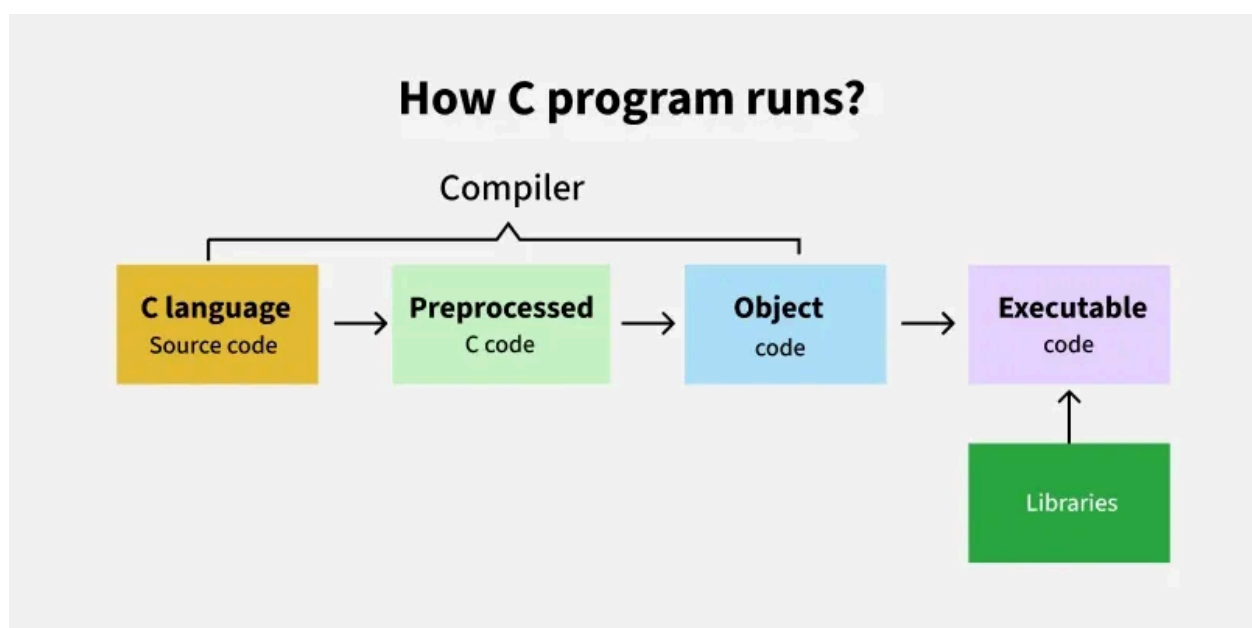 How C program runs?
Compiler
C language
Source code
Preprocessed
C code
Object
code
Executable
code
Libraries